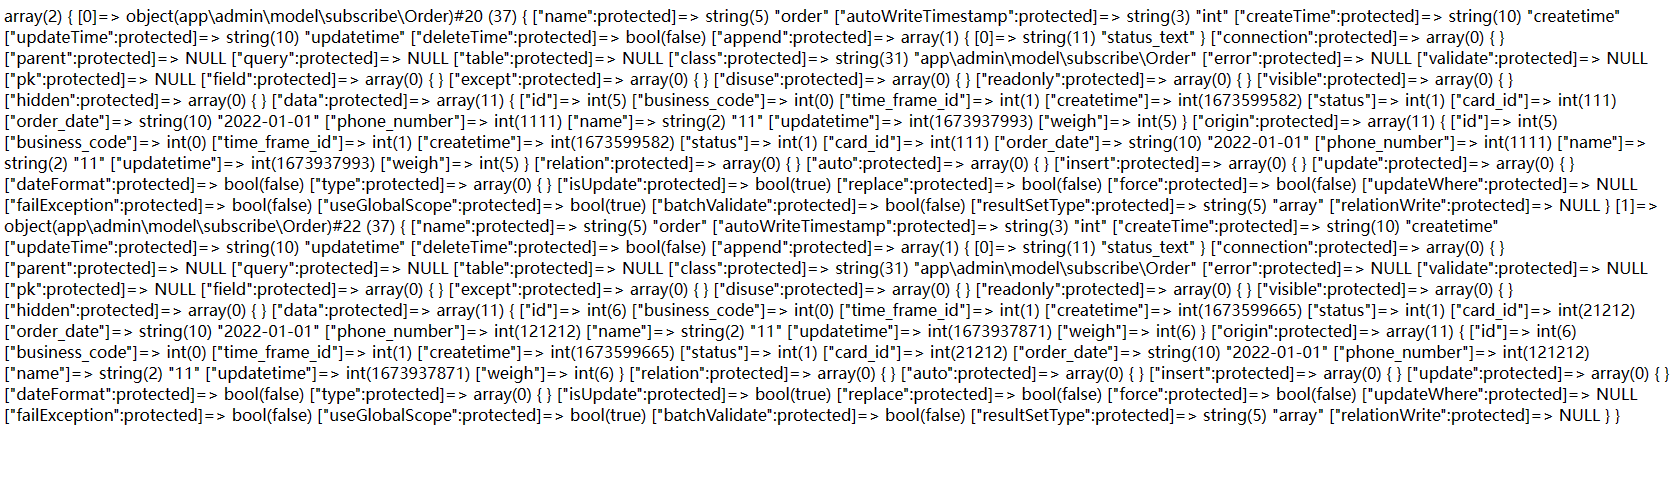 array(2) { [0]=> object(app\admin\model\subscribe\Order)#20 (37) { ["name":protected]=> string(5) "order" ["autoWriteTimestamp":protected]=> string(3) "int" ["createTime":protected]=> string(10) "createtime"
["updateTime":protected]=> string(10) "updatetime" ["deleteTime":protected]=> bool(false) ["append":protected]=> array(1) { [0]=> string(11) "status_text" } ["connection":protected]=> array(0) { }
["parent":protected]=> NULL ["query":protected]=> NULL ["table":protected]=> NULL ["class":protected]=> string(31) "app\admin\model\subscribe\Order" ["error":protected]=> NULL ["validate":protected]=> NULL
["pk":protected]=> NULL ["field":protected]=> array(0) { } ["except":protected]=> array(0) { } ["disuse":protected]=> array(0) { } ["readonly":protected]=> array(0) { } ["visible":protected]=> array(0) { }
["hidden":protected]=> array(0) { } ["data":protected]=> array(11) { ["id"]=> int(5) ["business_code"]=> int(0) ["time_frame_id"]=> int(1) ["createtime"]=> int(1673599582) ["status"]=> int(1) ["card_id"]=> int(111)
["order_date"]=> string(10) "2022-01-01" ["phone_number"]=> int(1111) ["name"]=> string(2) "11" ["updatetime"]=> int(1673937993) ["weigh"]=> int(5) } ["origin":protected]=> array(11) { ["id"]=> int(5)
["business_code"]=> int(0) ["time_frame_id"]=> int(1) ["createtime"]=> int(1673599582) ["status"]=> int(1) ["card_id"]=> int(111) ["order_date"]=> string(10) "2022-01-01" ["phone_number"]=> int(1111) ["name"]=>
string(2) "11" ["updatetime"]=> int(1673937993) ["weigh"]=> int(5) } ["relation":protected]=> array(0) { } ["auto":protected]=> array(0) { } ["insert":protected]=> array(0) { } ["update":protected]=> array(0) { }
["dateFormat":protected]=> bool(false) ["type":protected]=> array(0) { } ["isUpdate":protected]=> bool(true) ["replace":protected]=> bool(false) ["force":protected]=> bool(false) ["updateWhere":protected]=> NULL
["failException":protected]=> bool(false) ["useGlobalScope":protected]=> bool(true) ["batchValidate":protected]=> bool(false) ["resultSetType":protected]=> string(5) "array" ["relationWrite":protected]=> NULL } [1]=>
object(app\admin\model\subscribe\Order)#22 (37) { ["name":protected]=> string(5) "order" ["autoWriteTimestamp":protected]=> string(3) "int" ["createTime":protected]=> string(10) "createtime"
["updateTime":protected]=> string(10) "updatetime" ["deleteTime":protected]=> bool(false) ["append":protected]=> array(1) { [0]=> string(11) "status_text" } ["connection":protected]=> array(0) { }
["parent":protected]=> NULL ["query":protected]=> NULL ["table":protected]=> NULL ["class":protected]=> string(31) "app\admin\model\subscribe\Order" ["error":protected]=> NULL ["validate":protected]=> NULL
["pk":protected]=> NULL ["field":protected]=> array(0) { } ["except":protected]=> array(0) { } ["disuse":protected]=> array(0) { } ["readonly":protected]=> array(0) { } ["visible":protected]=> array(0) { }
["hidden":protected]=> array(0) { } ["data":protected]=> array(11) { ["id"]=> int(6) ["business_code"]=> int(0) ["time_frame_id"]=> int(1) ["createtime"]=> int(1673599665) ["status"]=> int(1) ["card_id"]=> int(21212)
["order_date"]=> string(10) "2022-01-01" ["phone_number"]=> int(121212) ["name"]=> string(2) "11" ["updatetime"]=> int(1673937871) ["weigh"]=> int(6) } ["origin":protected]=> array(11) { ["id"]=> int(6)
["business_code"]=> int(0) ["time_frame_id"]=> int(1) ["createtime"]=> int(1673599665) ["status"]=> int(1) ["card_id"]=> int(21212) ["order_date"]=> string(10) "2022-01-01" ["phone_number"]=> int(121212)
["name"]=> string(2) "11" ["updatetime"]=> int(1673937871) ["weigh"]=> int(6) } ["relation":protected]=> array(0) { } ["auto":protected]=> array(0) { } ["insert":protected]=> array(0) { } ["update":protected]=> array(0) { }
["dateFormat":protected]=> bool(false) ["type":protected]=> array(0) { } ["isUpdate":protected]=> bool(true) ["replace":protected]=> bool(false) ["force":protected]=> bool(false) ["updateWhere":protected]=> NULL
["failException":protected]=> bool(false) ["useGlobalScope":protected]=> bool(true) ["batchValidate":protected]=> bool(false) ["resultSetType":protected]=> string(5) "array" ["relationWrite":protected]=> NULL } }